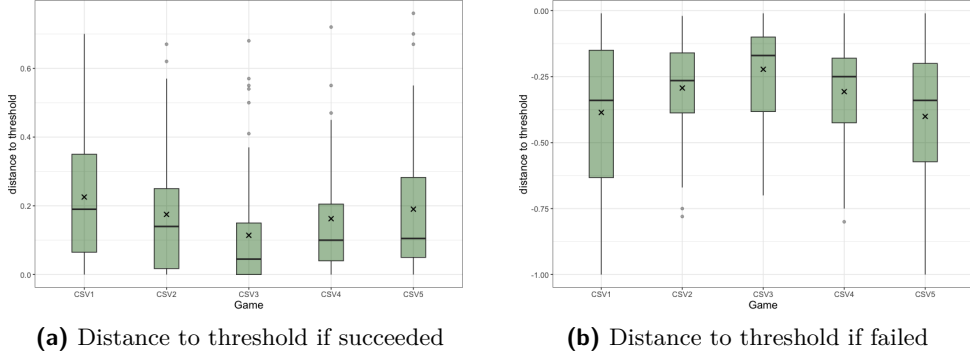 distance to threshold
0.6
0.4
0.2
0.0
CSV1 CSV2 CSV3 CSV4 CSV5
Game
(a) Distance to threshold if succeeded
distance to threshold
0.00
-0.25
-0.50
-0.75
-1.00
CSV1 CSV2 CSV3 CSV4 CSV5
Game
(b) Distance to threshold if failed